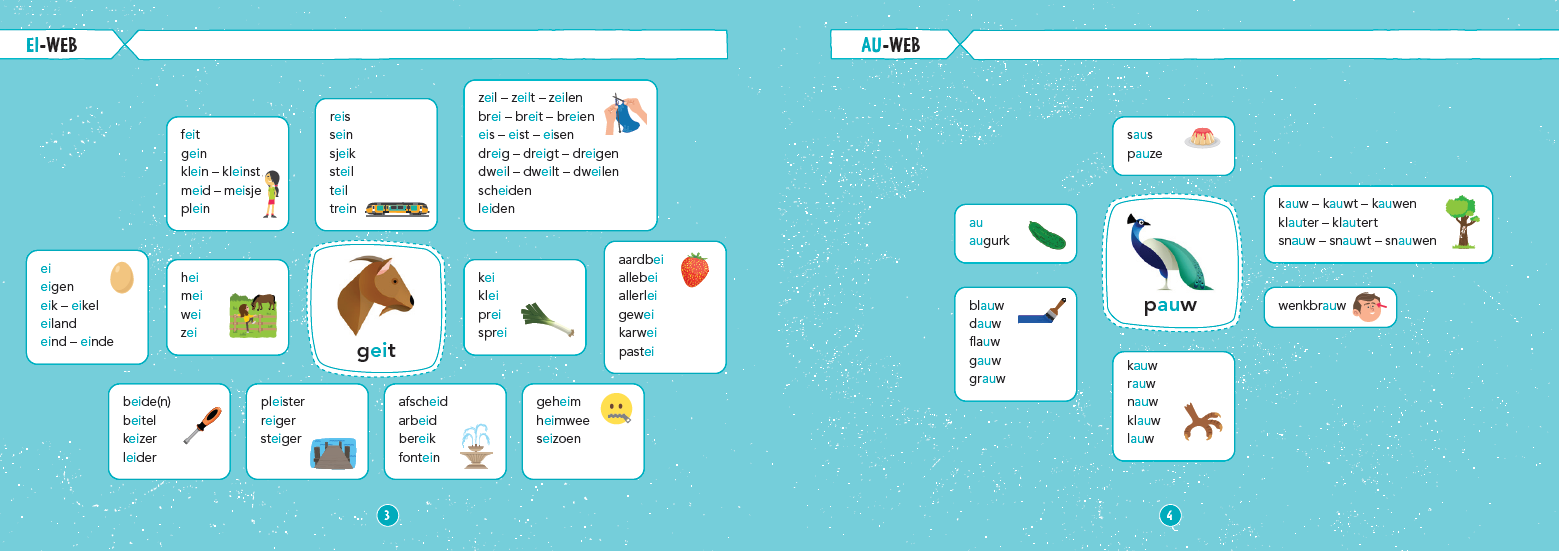 EI-WEB
feit
gein
klein – kleinst
meid – meisje
plein
reis
sein
sjeik
steil
teil
trein
zeil – zeilt – zeilen
brei – breit – breien
eis – eist – eisen
dreig – dreigt – dreigen
dweil – dweilt – dweilen
scheiden
leiden
ei
eigen
eik – eikel
eiland
eind – einde
hei
mei
wei
zei
geit
kei
klei
prei
sprei
aardbei
allebei
allerlei
gewei
karwei
pastei
beide(n)
beitel
keizer
leider
pleister
reiger
steiger
afscheid
arbeid
bereik
fontein
geheim
heimwee
seizoen
3
AU-WEB
saus
pauze
au
augurk
pauw
kauw – kauwt – kauwen
klauter – klautert
snauw – snauwt – snauwen
blauw
dauw
flauw
gauw
grauw
wenkbrauw
kauw
rauw
nauw
klauw
lauw
4